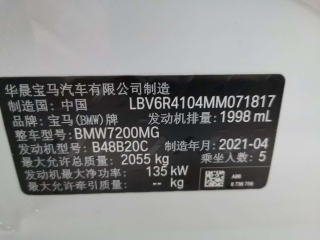 华晨宝马汽车有限公司制造
制造国：中国 LBV6R4104MM071817
品牌：宝马(BMW)牌 发动机排量：1998 mL
整车型号：BMW7200MG
发动机型号：B48B20C 制造年月：2021-04
最大允许总质量：2055 kg 乘坐人数：5
最大净功率：135 kW
最大允许牵引质量：-- kg